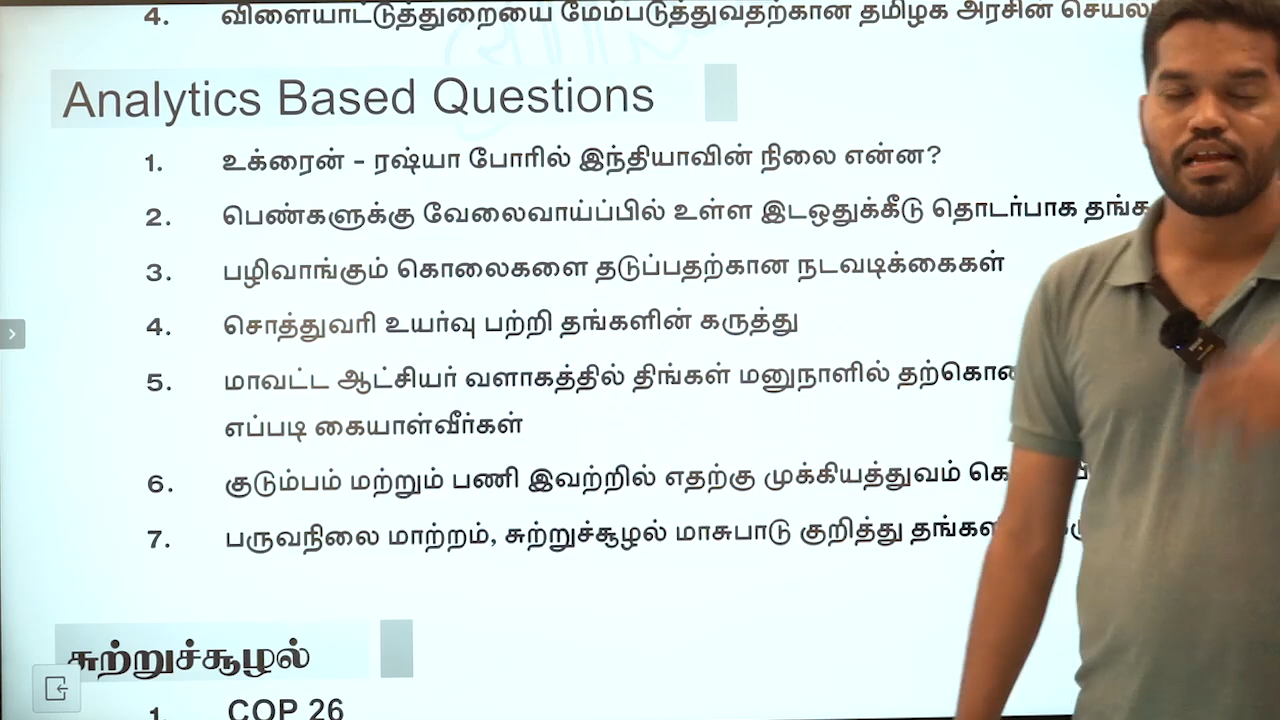 4. விளையாட்டுத்துறையை மேம்படுத்துவதற்கான தமிழக அரசின்
Analytics Based Questions
1. உக்ரைன் - ரஷ்யா போரில் இந்தியாவின் நிலை என்ன?
2. பெண்களுக்கு வேலைவாய்ப்பில் உள்ள இடஒதுக்கீடு தொடர்பாக
3. பழிவாங்கும் கொலைகளை தடுப்பதற்கான நடவடிக்கைகள்
4. சொத்துவரி உயர்வு பற்றி தங்களின் கருத்து
5. மாவட்ட ஆட்சியர் வளாகத்தில் திங்கள் மனுநாளில்
எப்படி கையாள்வீர்கள்
6. குடும்பம் மற்றும் பணி இவற்றில் எதற்கு முக்கியத்துவம்
7. பருவநிலை மாற்றம், சுற்றுச்சூழல் மாசுபாடு குறித்து
சுற்றுச்சூழல்
1. COP 26